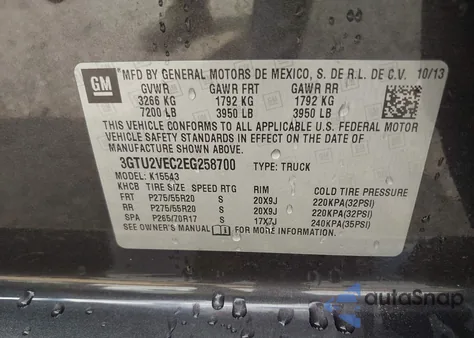 GM
MFD BY GENERAL MOTORS DE MEXICO, S. DE R.L. DE C.V. 10/13
GVWR GAWR FRT GAWR RR
3266 KG 1792 KG 1792 KG
7200 LB 3950 LB 3950 LB
THIS VEHICLE CONFORMS TO ALL APPLICABLE U.S. FEDERAL MOTOR
VEHICLE SAFETY STANDARDS IN EFFECT ON THE DATE OF
MANUFACTURE SHOWN ABOVE.
3GTU2VEC2EG258700 TYPE: TRUCK
MODEL: K15543
KHCB TIRE SIZE SPEED RTG RIM COLD TIRE PRESSURE
FRT P275/55R20 S 20X9J 220KPA(32PSI)
RR P275/55R20 S 20X9J 220KPA(32PSI)
SPA P265/70R17 S 17X7J 240KPA(35PSI)
SEE OWNER'S MANUAL FOR MORE INFORMATION
autoSnap